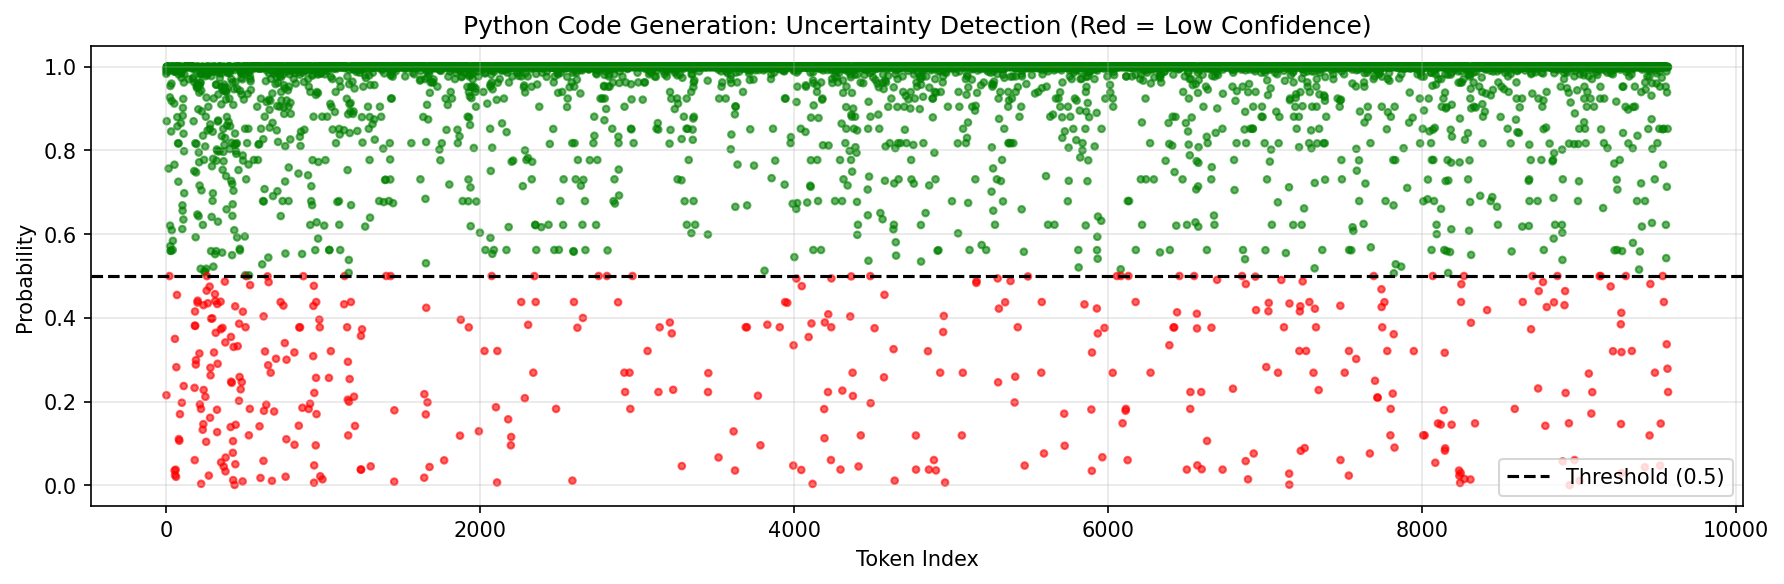 Python Code Generation: Uncertainty Detection (Red = Low Confidence)
Probability
1.0
0.8
0.6
0.4
0.2
0.0
Threshold (0.5)
0 2000 4000 6000 8000 10000
Token Index